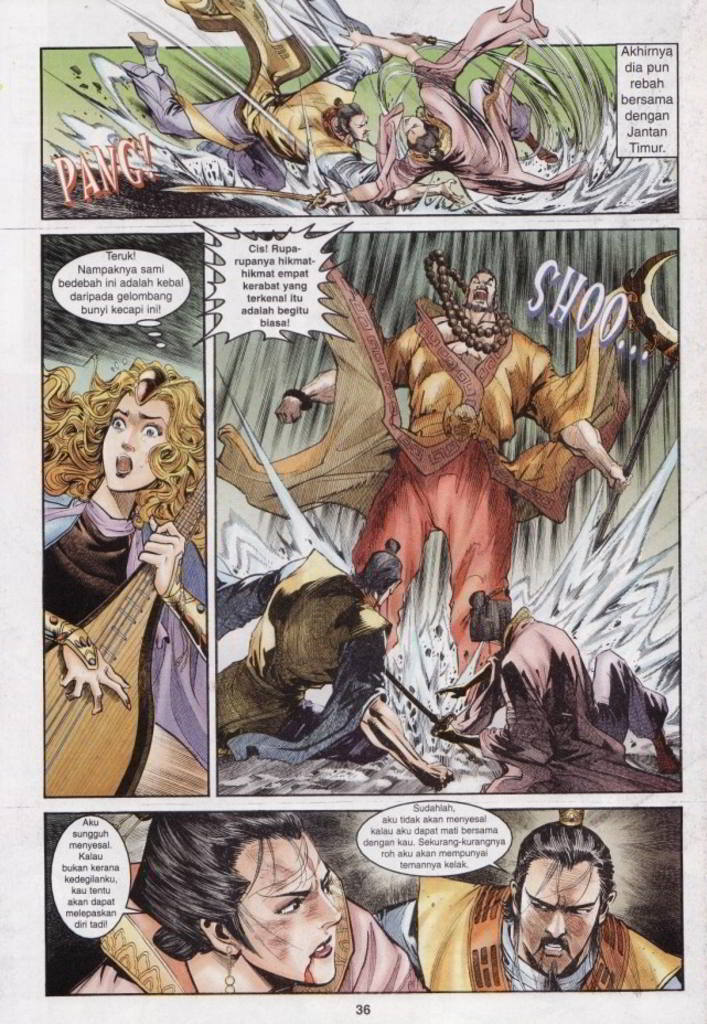 Akhirnya
dia pun
rebah
bersama
dengan
Jantan
Timur.
PANG!
Teruk!
Nampaknya sami
bedebah ini adalah kebal
daripada gelombang
bunyi kecapi ini!
Cis! Rupa-
rupanya hikmat-
hikmat empat
kerabat yang
terkenal itu
adalah begitu
biasa!
SHOO...
Aku
sungguh
menyesal.
Kalau
bukan kerana
kedegilanku,
kau tentu
akan dapat
melepaskan
diri tadi!
Sudahlah,
aku tidak akan menyesal
kalau aku dapat mati bersama
dengan kau. Sekurang-kurangnya
roh aku akan mempunyai
temannya kelak.
36